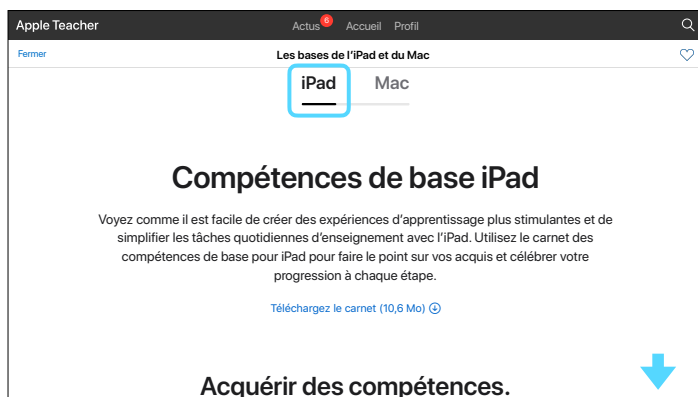 Apple Teacher
Actus 6 Accueil Profil
Fermer
Les bases de l'iPad et du Mac
iPad Mac
Compétences de base iPad
Voyez comme il est facile de créer des expériences d'apprentissage plus stimulantes et de
simplifier les tâches quotidiennes d'enseignement avec l'iPad. Utilisez le carnet des
compétences de base pour iPad pour faire le point sur vos acquis et célébrer votre
progression à chaque étape.
Téléchargez le carnet (10,6 Mo)
Acquérir des compétences.